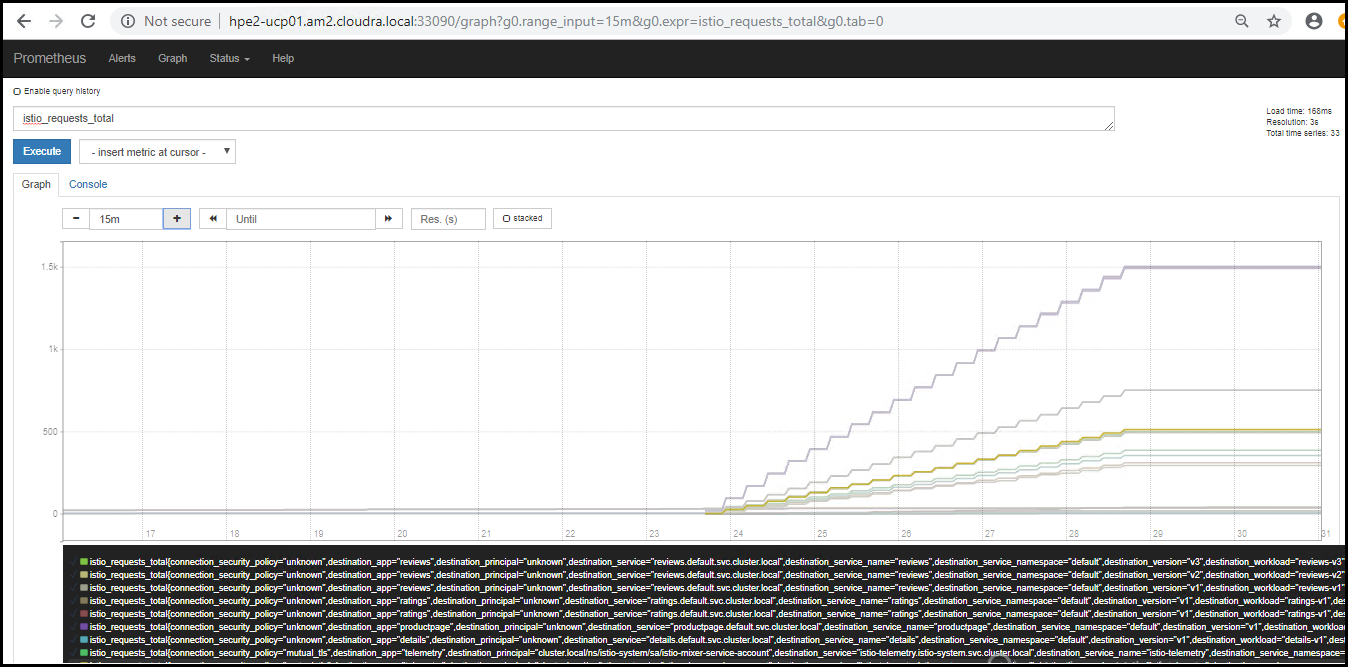 Not secure | hpe2-ucp01.am2.cloudra.local:33090/graph?g0.range_input=15m&g0.expr=istio_requests_total&g0.tab=0
Prometheus Alerts Graph Status Help
Enable query history
istio_requests_total
Load time: 168ms
Resolution: 3s
Total time series: 33
Execute - insert metric at cursor -
Graph Console
- 15m + Until Res. (s) stacked
1.5k
1k
500
0
17 18 19 20 21 22 23 24 25 26 27 28 29 30 31
istio_requests_total{connection_security_policy="unknown",destination_app="reviews",destination_principal="unknown",destination_service="reviews.default.svc.cluster.local",destination_service_name="reviews",destination_service_namespace="default",destination_version="v3",destination_workload="reviews-v3"
istio_requests_total{connection_security_policy="unknown",destination_app="reviews",destination_principal="unknown",destination_service="reviews.default.svc.cluster.local",destination_service_name="reviews",destination_service_namespace="default",destination_version="v2",destination_workload="reviews-v2"
istio_requests_total{connection_security_policy="unknown",destination_app="reviews",destination_principal="unknown",destination_service="reviews.default.svc.cluster.local",destination_service_name="reviews",destination_service_namespace="default",destination_version="v1",destination_workload="reviews-v1"
istio_requests_total{connection_security_policy="unknown",destination_app="ratings",destination_principal="unknown",destination_service="ratings.default.svc.cluster.local",destination_service_name="ratings",destination_service_namespace="default",destination_version="v1",destination_workload="ratings-v1",
istio_requests_total{connection_security_policy="unknown",destination_app="ratings",destination_principal="unknown",destination_service="ratings.default.svc.cluster.local",destination_service_name="ratings",destination_service_namespace="default",destination_version="v1",destination_workload="ratings-v1",
istio_requests_total{connection_security_policy="unknown",destination_app="productpage",destination_principal="unknown",destination_service="productpage.default.svc.cluster.local",destination_service_name="productpage",destination_service_namespace="default",destination_version="v1",destination_workload
istio_requests_total{connection_security_policy="unknown",destination_app="details",destination_principal="unknown",destination_service="details.default.svc.cluster.local",destination_service_name="details",destination_service_namespace="default",destination_version="v1",destination_workload="details-v1",
istio_requests_total{connection_security_policy="mutual_tls",destination_app="telemetry",destination_principal="cluster.local/ns/istio-system/sa/istio-mixer-service-account",destination_service="istio-telemetry.istio-system.svc.cluster.local",destination_service_name="istio-telemetry",destination_service_namespace=